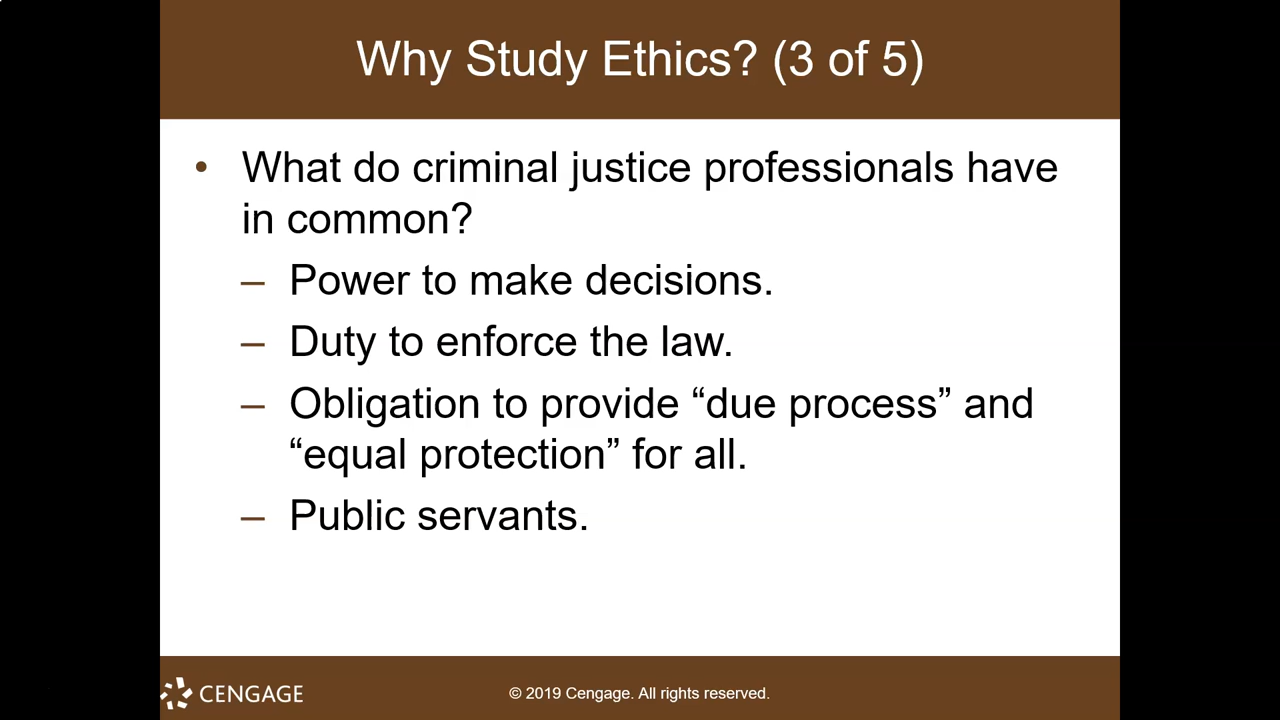 Why Study Ethics? (3 of 5)
• What do criminal justice professionals have
in common?
– Power to make decisions.
– Duty to enforce the law.
– Obligation to provide “due process” and
“equal protection” for all.
– Public servants.
CENGAGE
© 2019 Cengage. All rights reserved.